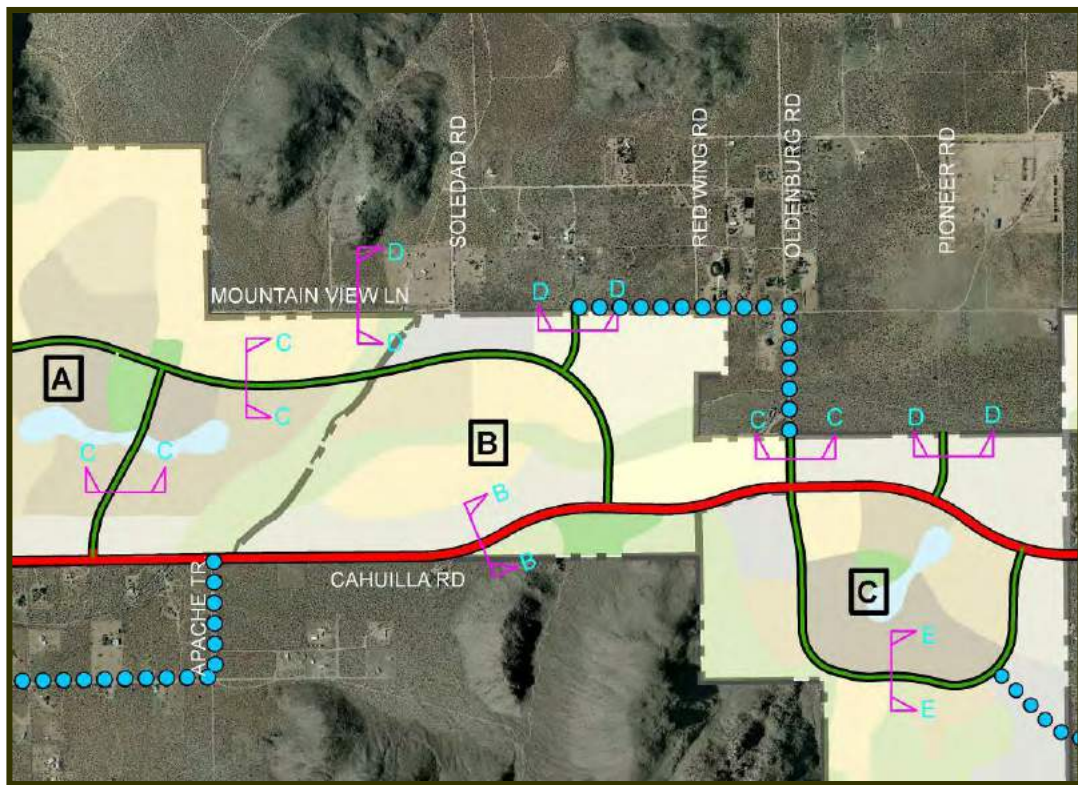 SOLEDAD RD
RED WING RD
OLDENBURG RD
PIONEER RD
D
MOUNTAIN VIEW LN
D
D
D
C
A
C
C
C
B
C
C
D
D
B
B
APACHE TR
CAHUILLA RD
C
E
E